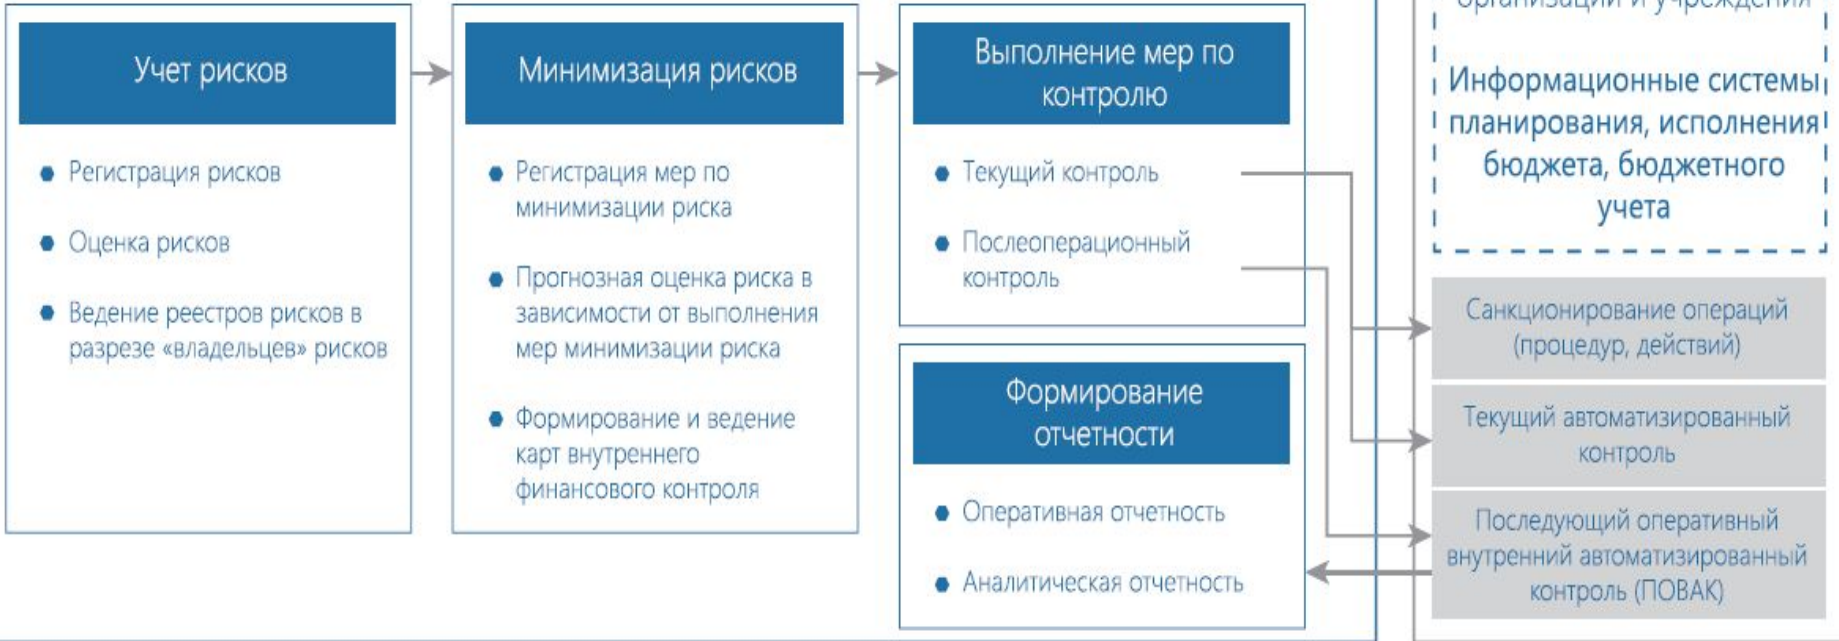 Учет рисков
Регистрация рисков
Оценка рисков
Ведение реестров рисков в
разрезе «владельцев» рисков
Минимизация рисков
Регистрация мер по
минимизации риска
Прогнозная оценка риска в
зависимости от выполнения
мер минимизации риска
Формирование и ведение
карт внутреннего
финансового контроля
Выполнение мер по
контролю
Текущий контроль
Послеоперационный
контроль
Формирование
отчетности
Оперативная отчетность
Аналитическая отчетность
организации и учреждения
Информационные системы
планирования, исполнения
бюджета, бюджетного
учета
Санкционирование операций
(процедур, действий)
Текущий автоматизированный
контроль
Последующий оперативный
внутренний автоматизированный
контроль (ПОВАК)